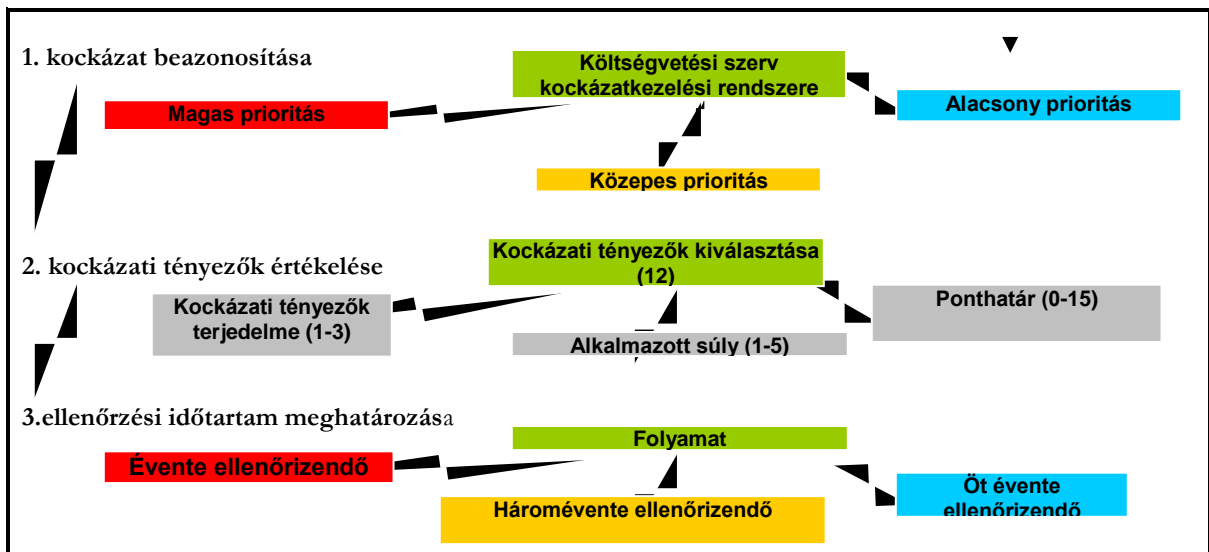 1. kockázat beazonosítása
Költségvetési szerv
kockázatkezelési rendszere
Magas prioritás
Alacsony prioritás
Közepes prioritás
2. kockázati tényezők értékelése
Kockázati tényezők kiválasztása
(12)
Kockázati tényezők
terjedelme (1-3)
Alkalmazott súly (1-5)
Ponthatár (0-15)
3.ellenőrzési időtartam meghatározása
Folyamat
Évente ellenőrizendő
Háromévente ellenőrizendő
Öt évente
ellenőrizendő